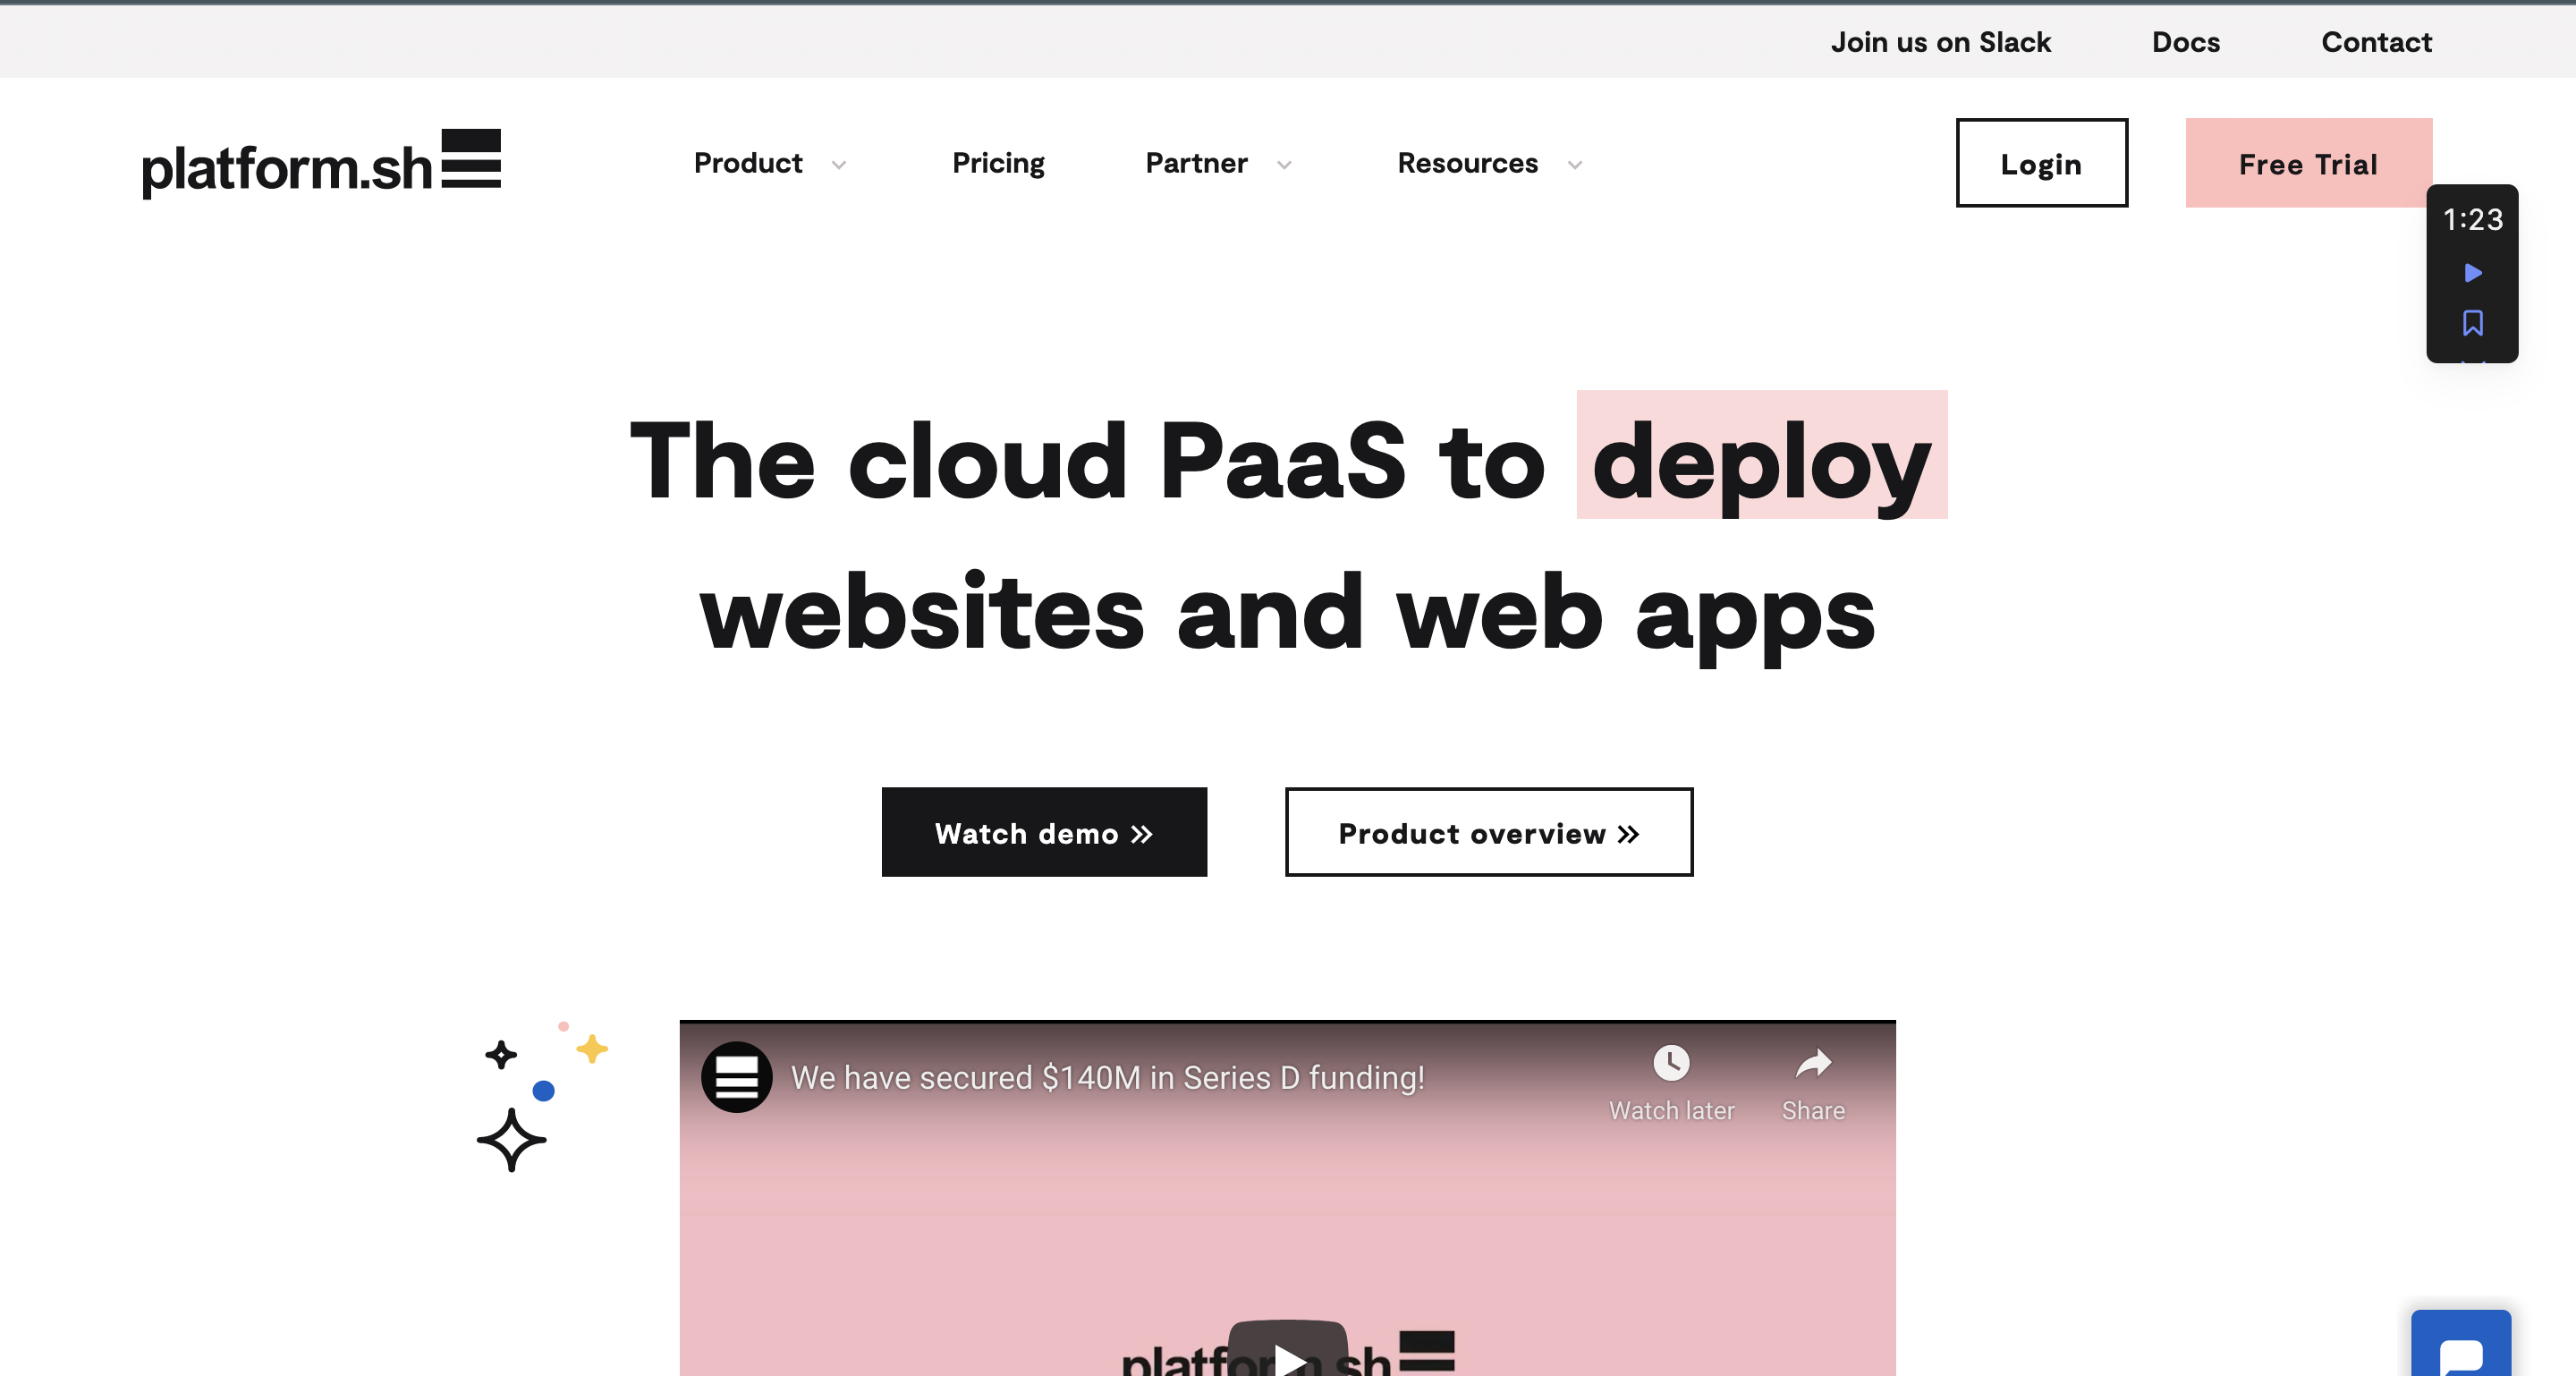 Join us on Slack Docs Contact
platform.sh Product Pricing Partner Resources Login Free Trial
1:23
The cloud PaaS to deploy
websites and web apps
Watch demo » Product overview »
We have secured $140M in Series D funding!
Watch later Share
platform.sh